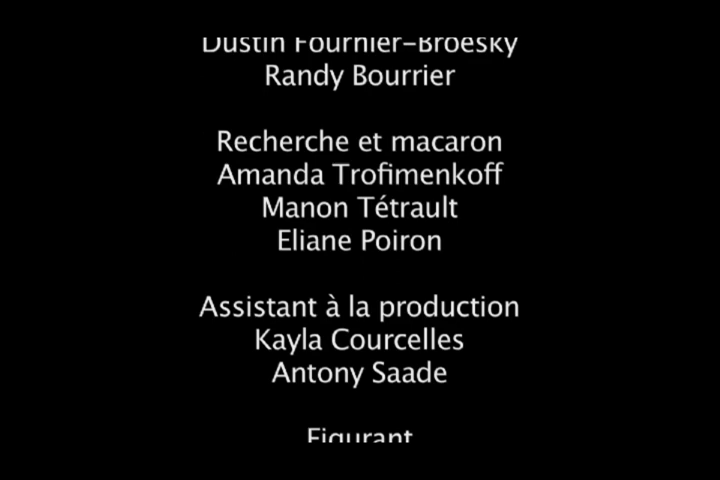 Dustin Fournier-Broesky
Randy Bourrier
Recherche et macaron
Amanda Trofimenkoff
Manon Tétrault
Eliane Poiron
Assistant à la production
Kayla Courcelles
Antony Saade
Figurant